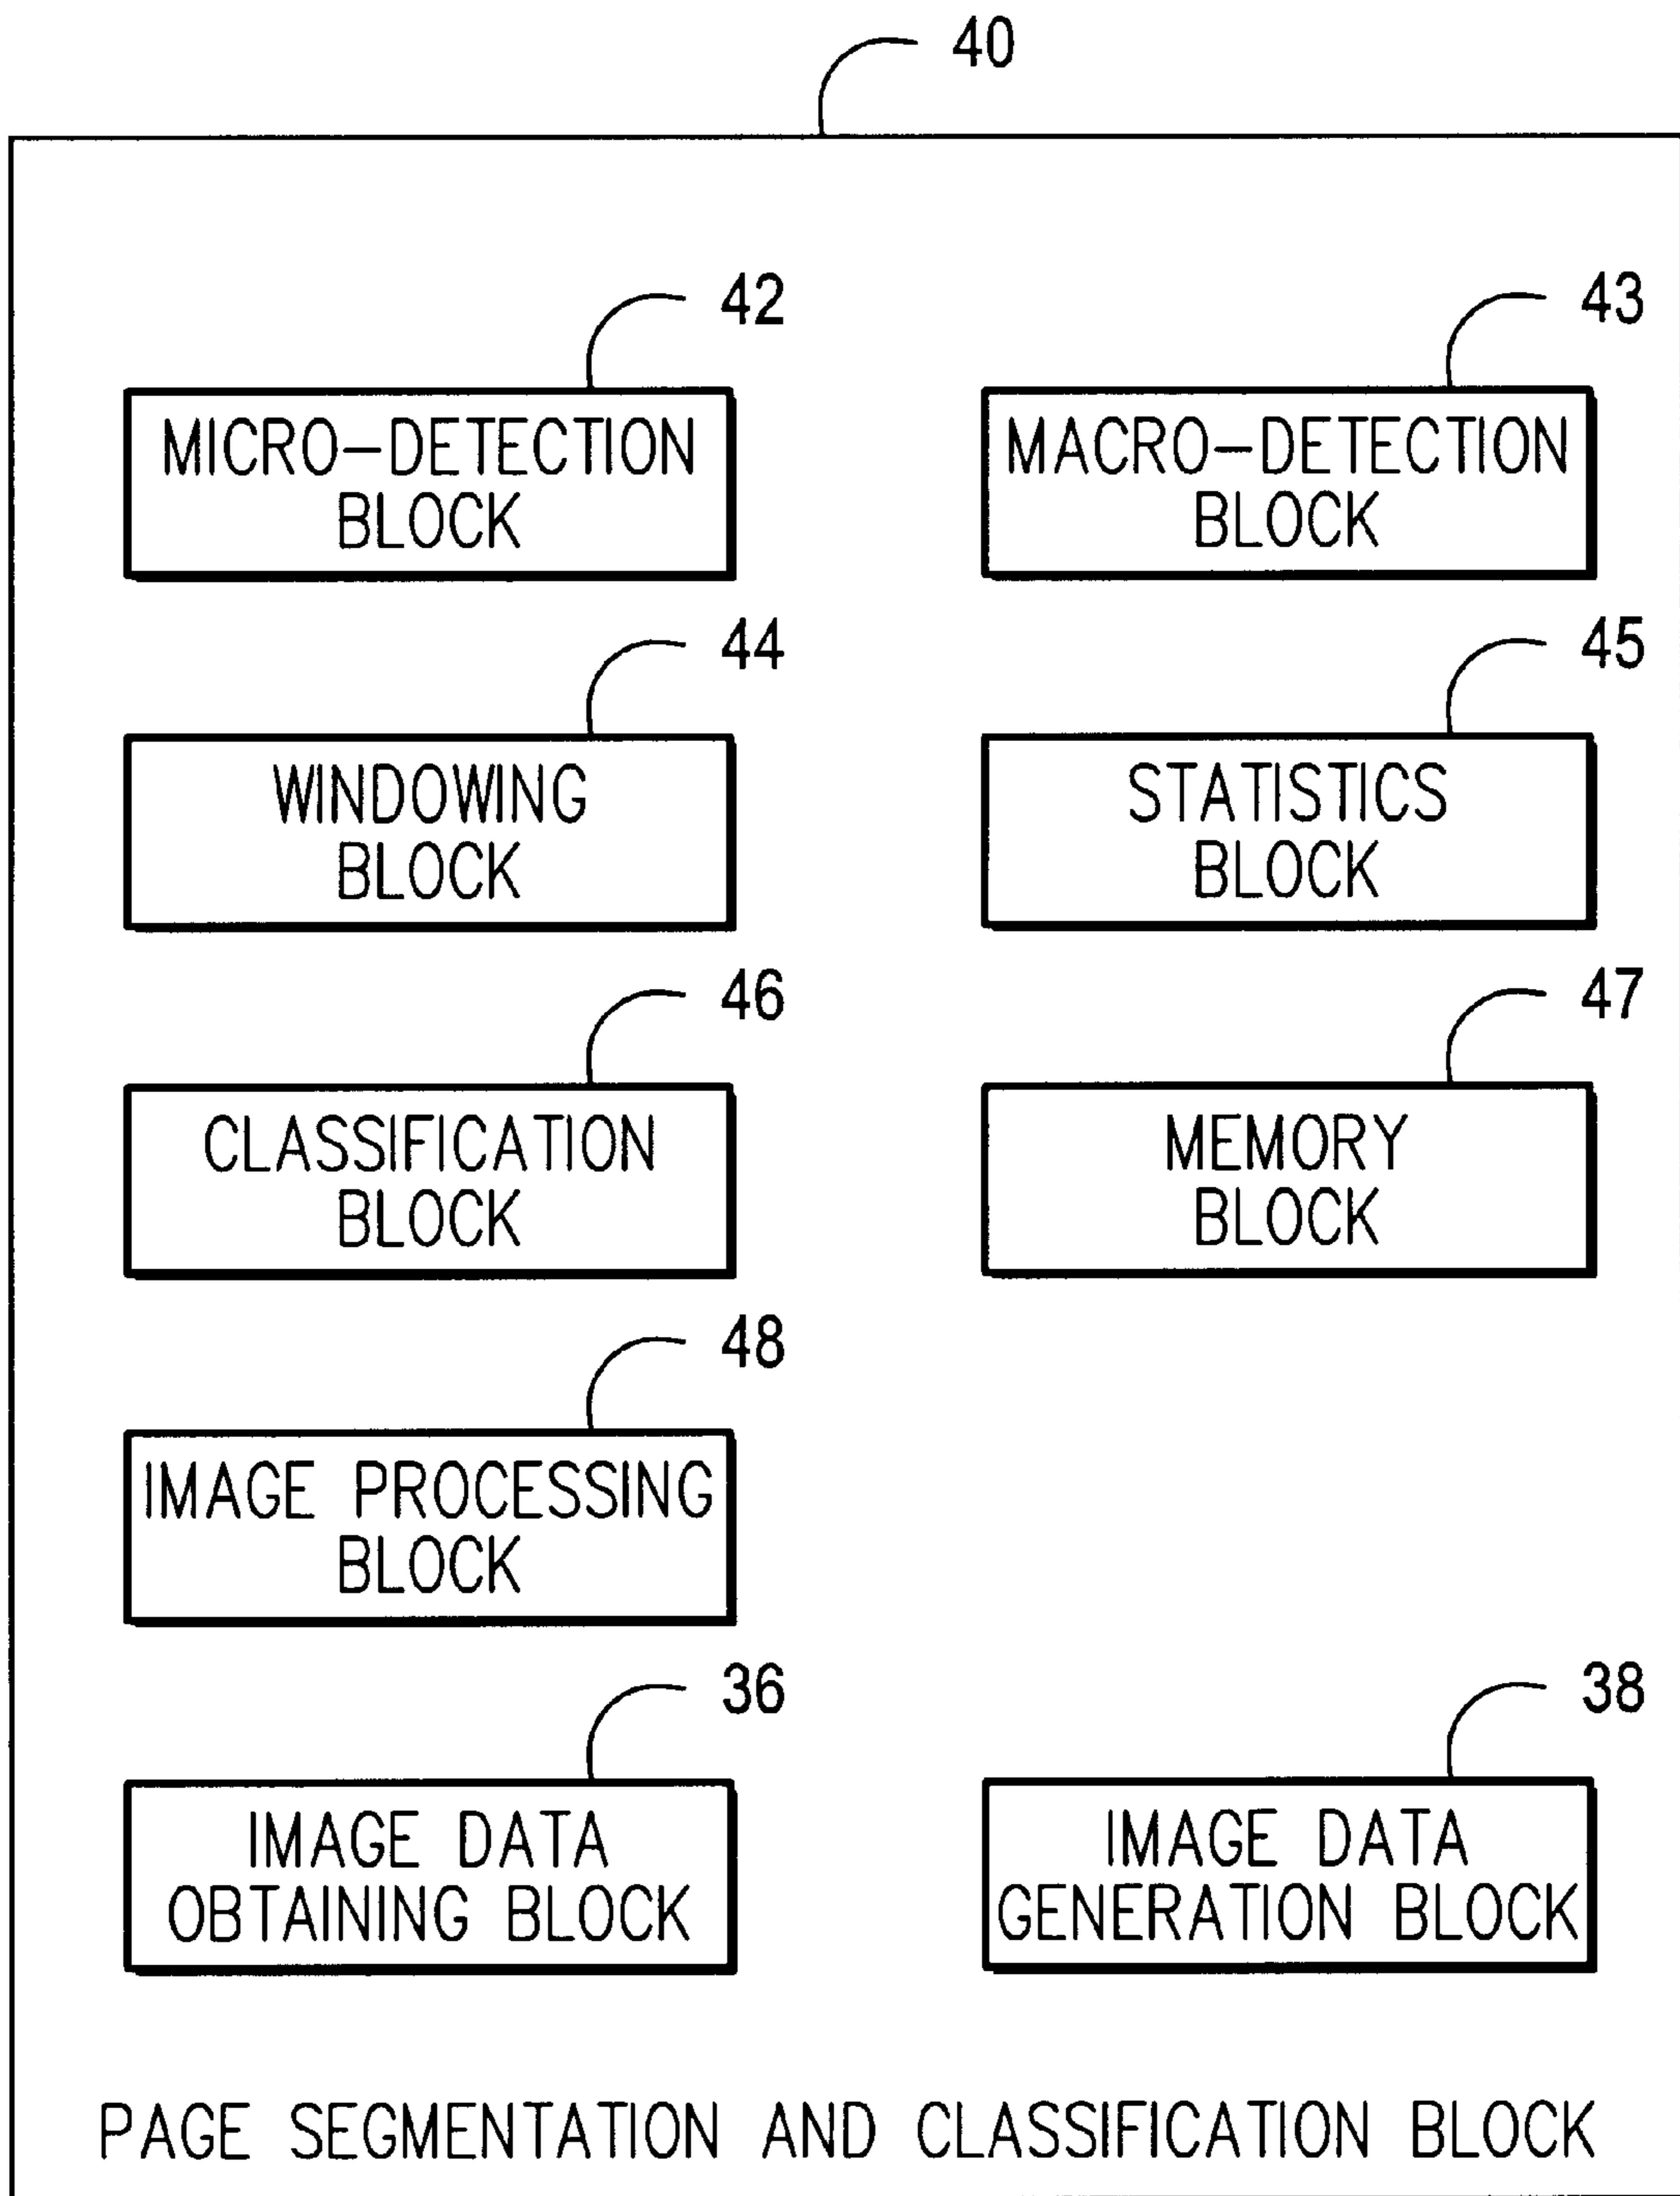 40
42
43
MICRO-DETECTION
BLOCK
MACRO-DETECTION
BLOCK
44
45
WINDOWING
BLOCK
STATISTICS
BLOCK
46
47
CLASSIFICATION
BLOCK
MEMORY
BLOCK
48
IMAGE PROCESSING
BLOCK
36
38
IMAGE DATA
OBTAINING BLOCK
IMAGE DATA
GENERATION BLOCK
PAGE SEGMENTATION AND CLASSIFICATION BLOCK